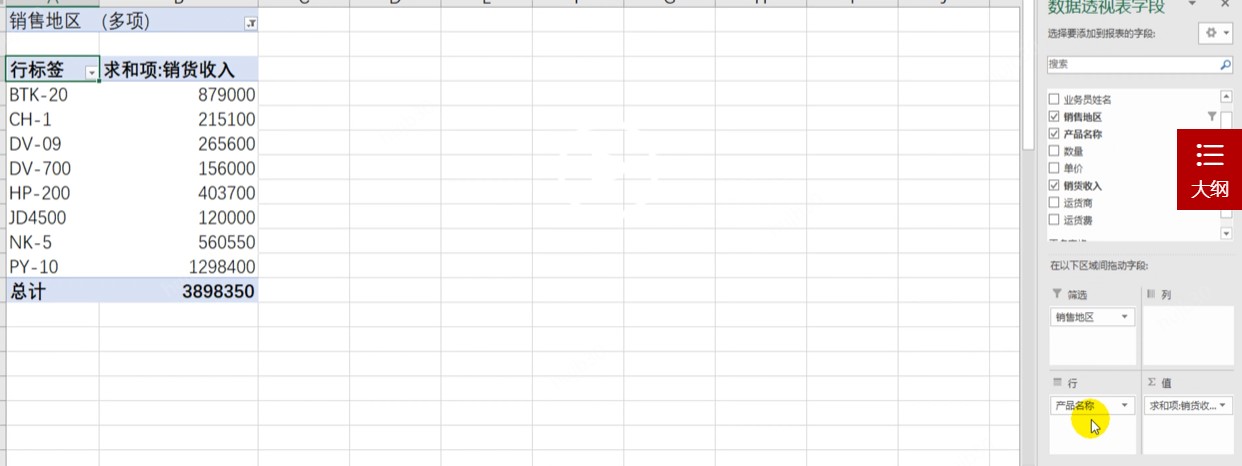 数据透视表字段
销售地区 (多项)
选择要添加到报表的字段:
行标签 求和项:销货收入
搜索
BTK-20 879000
CH-1 215100
DV-09 265600
DV-700 156000
HP-200 403700
JD4500 120000
NK-5 560550
PY-10 1298400
总计 3898350
业务员姓名
销售地区
产品名称
数量
单价
销货收入
运货商
运货费
大纲
在以下区域间拖动字段:
筛选 列
销售地区
行 Σ 值
产品名称 求和项:销货收...